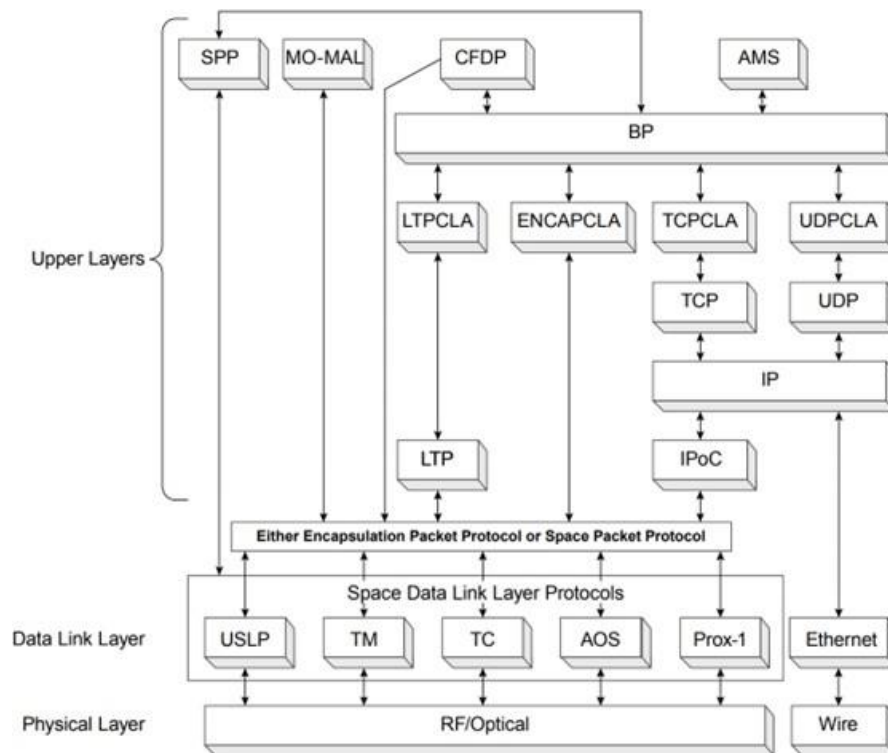 SPP
MO-MAL
CFDP
AMS
BP
LTPCLA
ENCAPCLA
TCPCLA
UDPCLA
Upper Layers
TCP
UDP
IP
LTP
IPoC
Either Encapsulation Packet Protocol or Space Packet Protocol
Space Data Link Layer Protocols
Data Link Layer
USLP
TM
TC
AOS
Prox-1
Ethernet
Physical Layer
RF/Optical
Wire